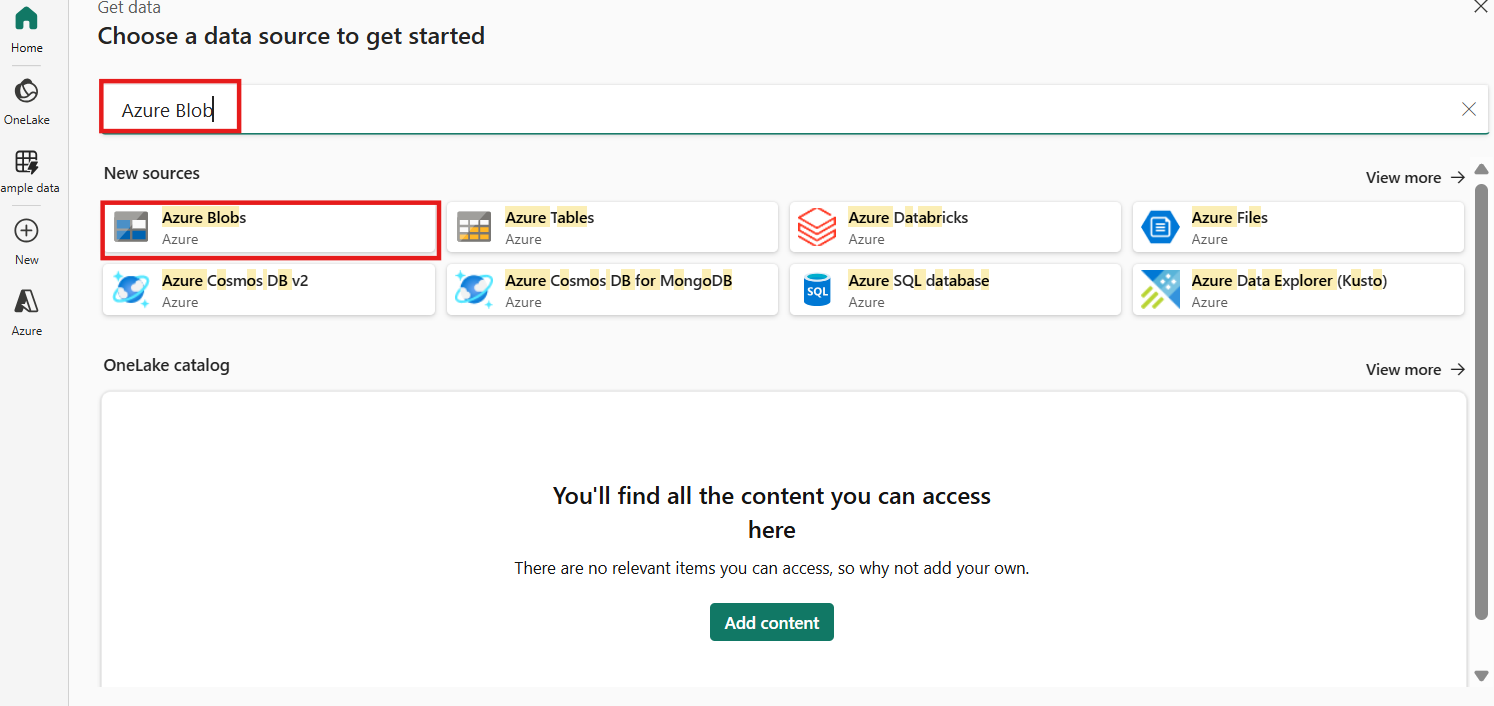 Get data
Choose a data source to get started
Home
OneLake
ample data
New
Azure
Azure Blob
New sources
View more
Azure Blobs
Azure
Azure Tables
Azure
Azure Databricks
Azure
Azure Files
Azure
Azure Cosmos DB v2
Azure
Azure Cosmos DB for MongoDB
Azure
SQL
Azure SQL database
Azure
Azure Data Explorer (Kusto)
Azure
OneLake catalog
View more
You'll find all the content you can access
here
There are no relevant items you can access, so why not add your own.
Add content